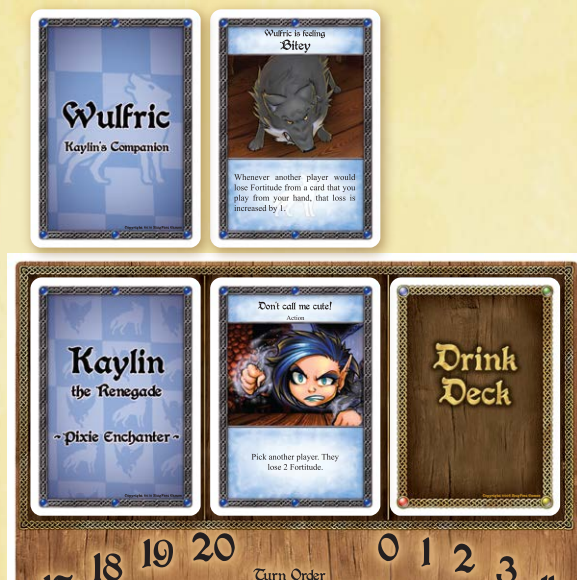 Wulfric
Kaylin's Companion
Wulfric is feeling
Bitey
Whenever another player would
lose Fortitude from a card that you
play from your hand, that loss is
increased by 1.
Kaylin
the Renegade
~Pixie Enchanter~
Don't call me cute!
Action
Pick another player. They
lose 2 Fortitude.
Drink
Deck
18 19 20
Turn Order
0 1 2 3